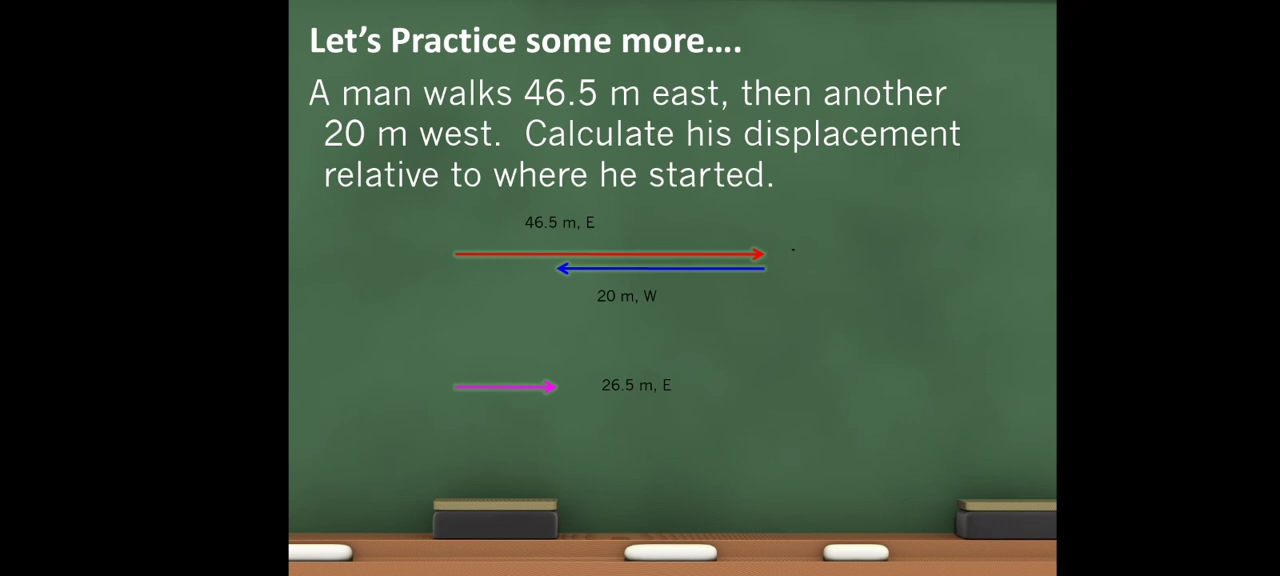 Let's Practice some more….
A man walks 46.5 m east, then another
20 m west.  Calculate his displacement
relative to where he started.
46.5 m, E
20 m, W
26.5 m, E